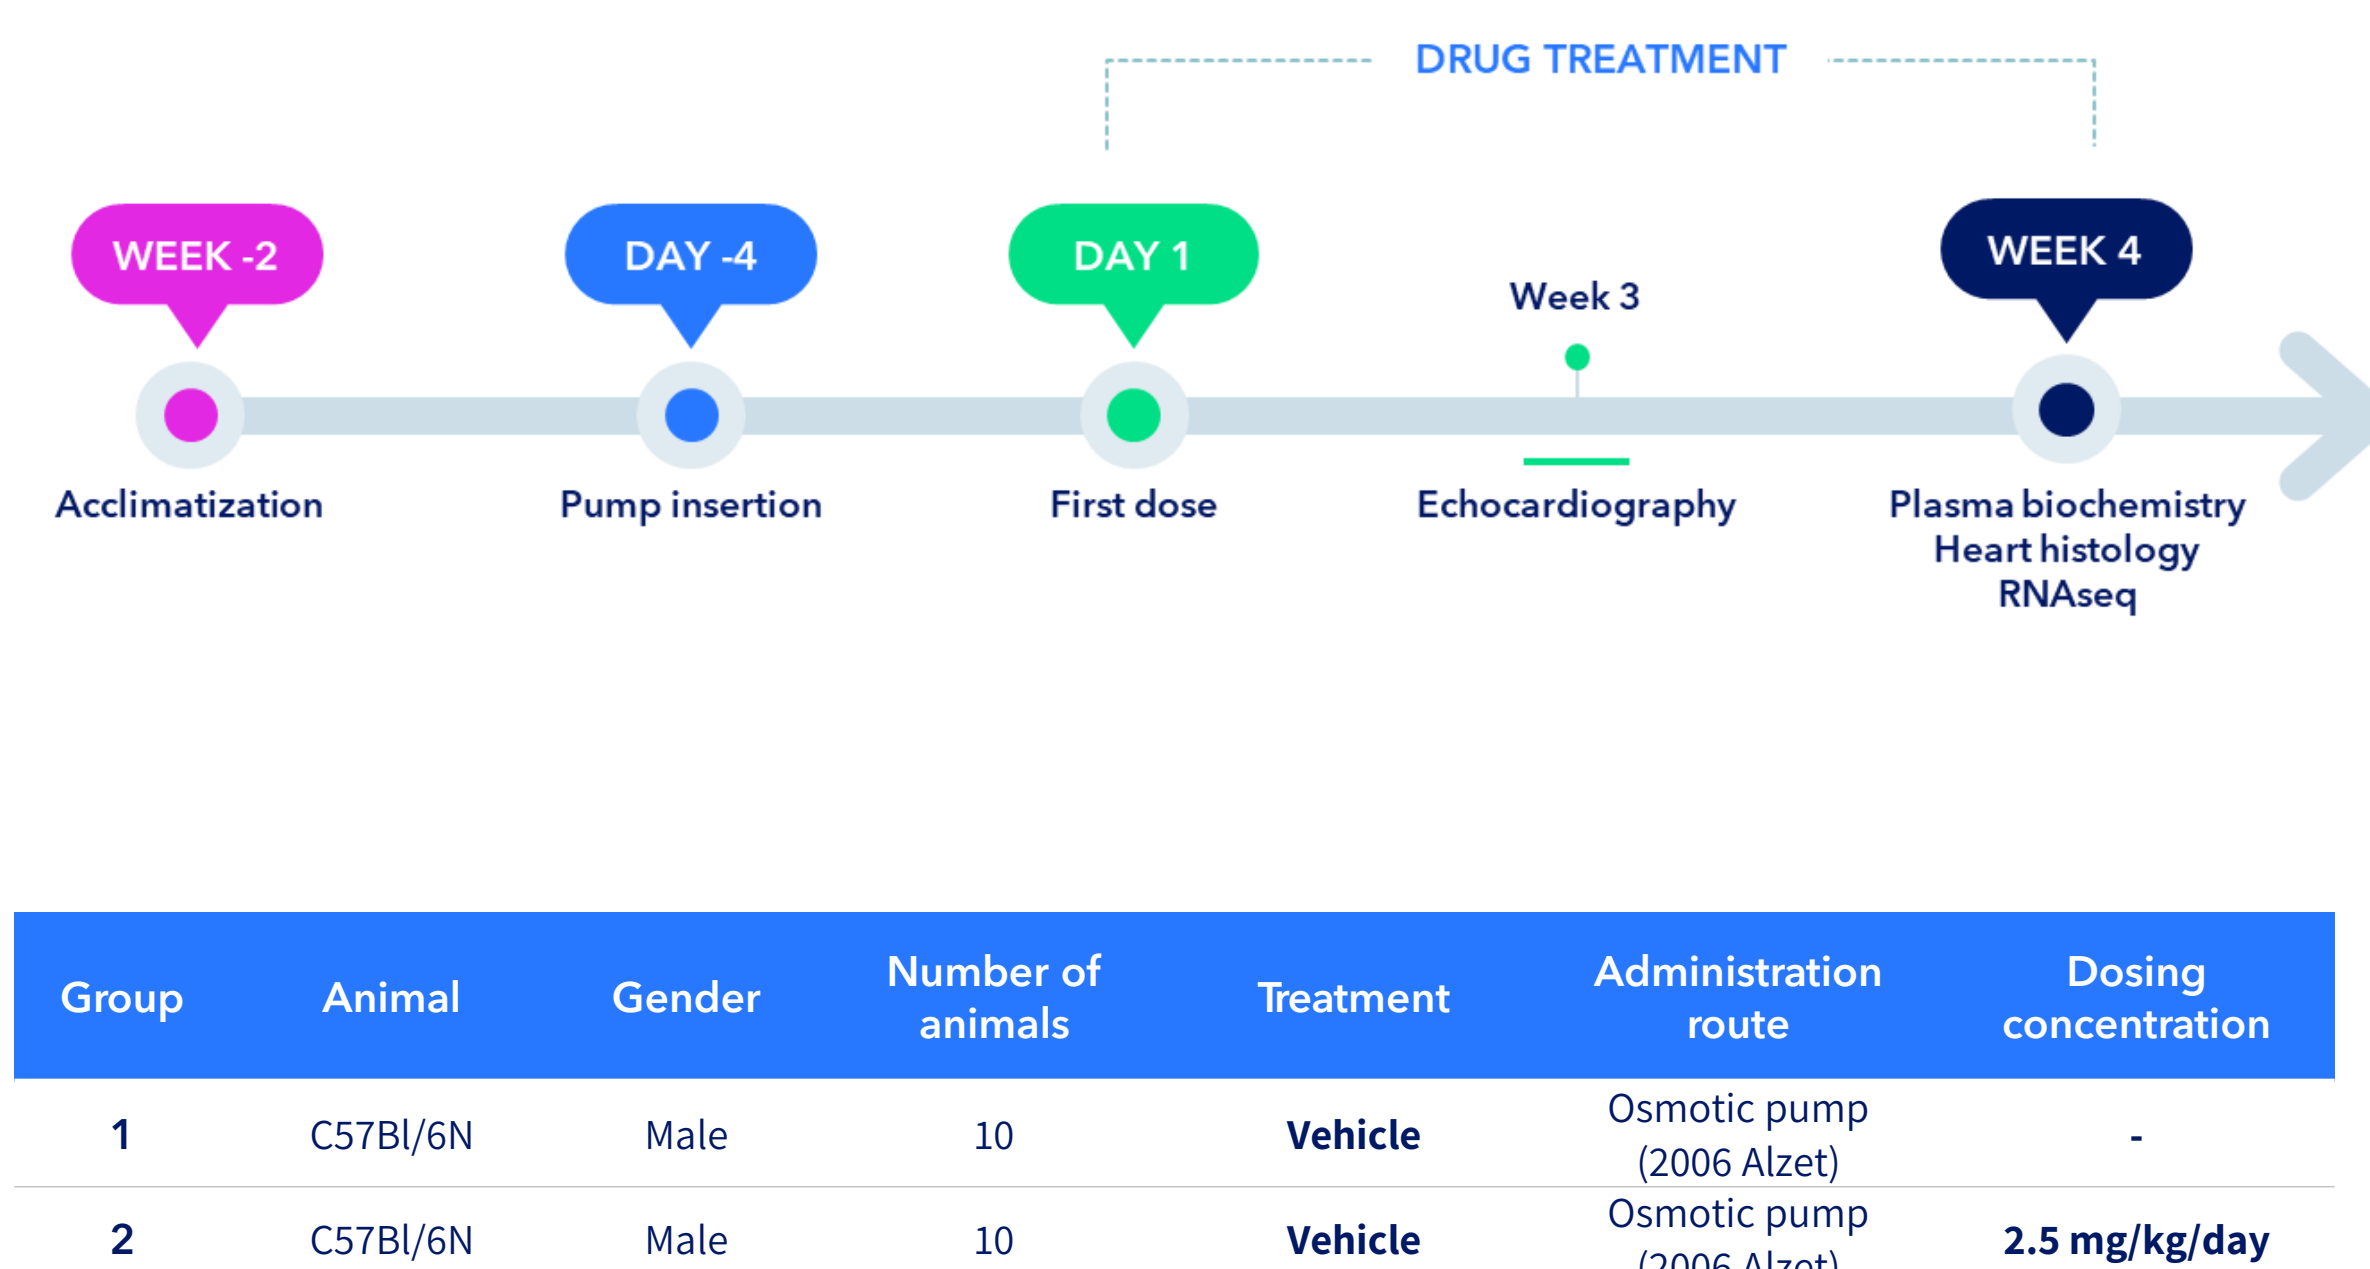 DRUG TREATMENT
WEEK -2
DAY -4
DAY 1
Week 3
WEEK 4
Acclimatization
Pump insertion
First dose
Echocardiography
Plasma biochemistry
Heart histology
RNAseq
Group
Animal
Gender
Number of
animals
Treatment
Administration
route
Dosing
concentration
1
C57Bl/6N
Male
10
Vehicle
Osmotic pump
(2006 Alzet)
-
2
C57Bl/6N
Male
10
Vehicle
Osmotic pump
(2006 Alzet)
2.5 mg/kg/day